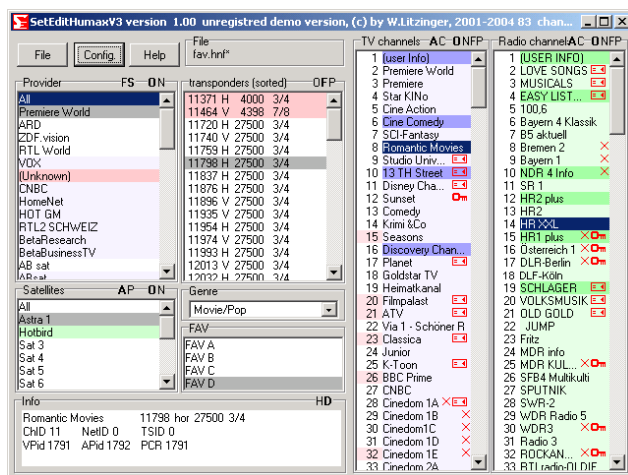 SetEditHumaxV3 version 1.00 unregistred demo version, (c) by W.Litzinger, 2001-2004 83 chan...
File
Config.
Help
File
fav.hnf*
Provider FS ON
All
Premiere World
ARD
ZDF.vision
RTL World
VOX
(Unknown)
CNBC
HomeNet
HOT GM
RTL2 SCHWEIZ
BetaResearch
BetaBusinessTV
AB sat
ABsat
transponders (sorted) OFP
11371 H 4000 3/4
11464 V 4398 7/8
11720 H 27500 3/4
11740 V 27500 3/4
11759 H 27500 3/4
11798 H 27500 3/4
11837 H 27500 3/4
11876 H 27500 3/4
11896 V 27500 3/4
11935 V 27500 3/4
11954 H 27500 3/4
11974 V 27500 3/4
11993 H 27500 3/4
12013 V 27500 3/4
12032 H 27500 3/4
Satellites AP ON
All
Astra 1
Hotbird
Sat 3
Sat 4
Sat 5
Sat 6
Genre
Movie/Pop
FAV
FAV A
FAV B
FAV C
FAV D
Info HD
Romantic Movies 11798 hor 27500 3/4
ChID 11 NetID 0 TSID 0
VPid 1791 APid 1792 PCR 1791
TV channels AC ONFP
1 (user Info)
2 Premiere World
3 Premiere
4 Star KINo
5 Cine Action
6 Cine Comedy
7 SCI-Fantasy
8 Romantic Movies
9 Studio Univ...
10 13 TH Street
11 Disney Cha...
12 Sunset
13 Comedy
14 Krimi &Co
15 Seasons
16 Discovery Chan...
17 Planet
18 Goldstar TV
19 Heimatkanal
20 Filmpalast
21 ATV
22 Via 1 - Schöner R
23 Classica
24 Junior
25 K-Toon
26 BBC Prime
27 CNBC
28 Cinedom 1A
29 Cinedom 1B
30 Cinedom1C
31 Cinedom 1D
32 Cinedom 1E
33 Cinedom 2A
Radio channel AC ONFP
1 (USER INFO)
2 LOVE SONGS
3 MUSICALS
4 EASY LIST...
5 100,6
6 Bayern 4 Klassik
7 B5 aktuell
8 Bremen 2
9 Bayern 1
10 NDR 4 Info
11 SR 1
12 HR2 plus
13 HR2
14 HR XXL
15 HR1 plus
16 Österreich 1
17 DLR-Berlin
18 DLF-Köln
19 SCHLAGER
20 VOLKSMUSIK
21 OLD GOLD
22 JUMP
23 Fritz
24 MDR info
25 MDR KUL...
26 SFB4 Multikulti
27 SPUTNIK
28 SWR-2
29 WDR Radio 5
30 WDR3
31 Radio 3
32 ROCKAN...
33 RTL radio-OLDIE